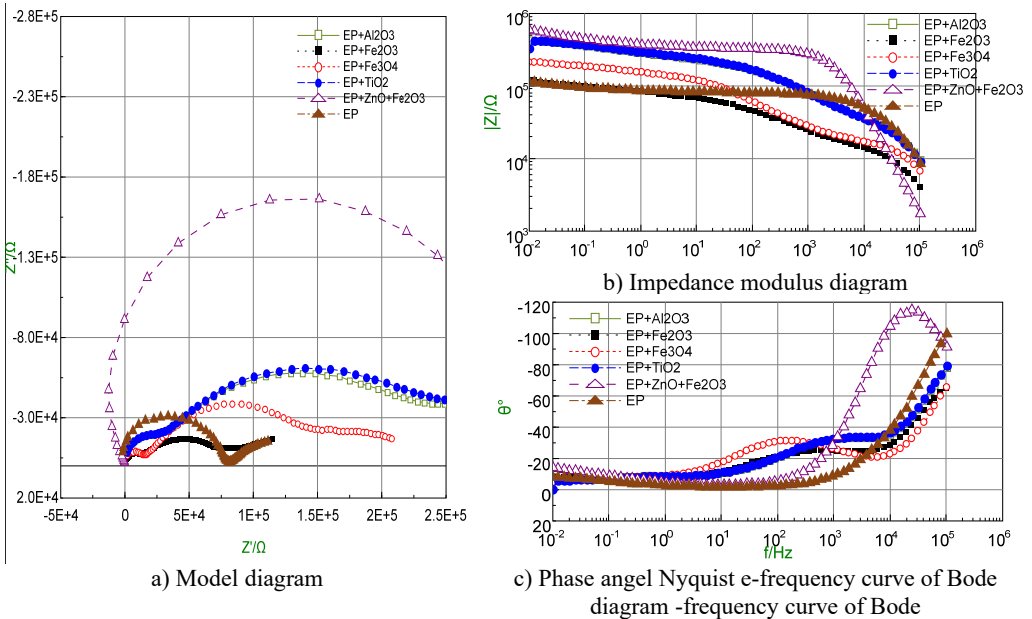 -2.8E+5
-2.3E+5
-1.8E+5
-1.3E+5
-8.0E+4
-3.0E+4
2.0E+4
Z''/Ω
-5E+4
0
5E+4
1E+5
2E+5
2.0E+5
2.5E+5
Z'/Ω
EP+Al2O3
EP+Fe2O3
EP+Fe3O4
EP+TiO2
EP+ZnO+Fe2O3
EP
a) Model diagram
10^6
10^5
10^4
10^3
|Z|/Ω
10^-2
10^-1
10^0
10^1
10^2
10^3
10^4
10^5
10^6
EP+Al2O3
EP+Fe2O3
EP+Fe3O4
EP+TiO2
EP+ZnO+Fe2O3
EP
b) Impedance modulus diagram
-120
-100
-80
-60
-40
-20
0
20
θ°
10^-2
10^-1
10^0
10^1
10^2
10^3
10^4
10^5
10^6
f/Hz
EP+Al2O3
EP+Fe2O3
EP+Fe3O4
EP+TiO2
EP+ZnO+Fe2O3
EP
c) Phase angel Nyquist e-frequency curve of Bode
diagram -frequency curve of Bode